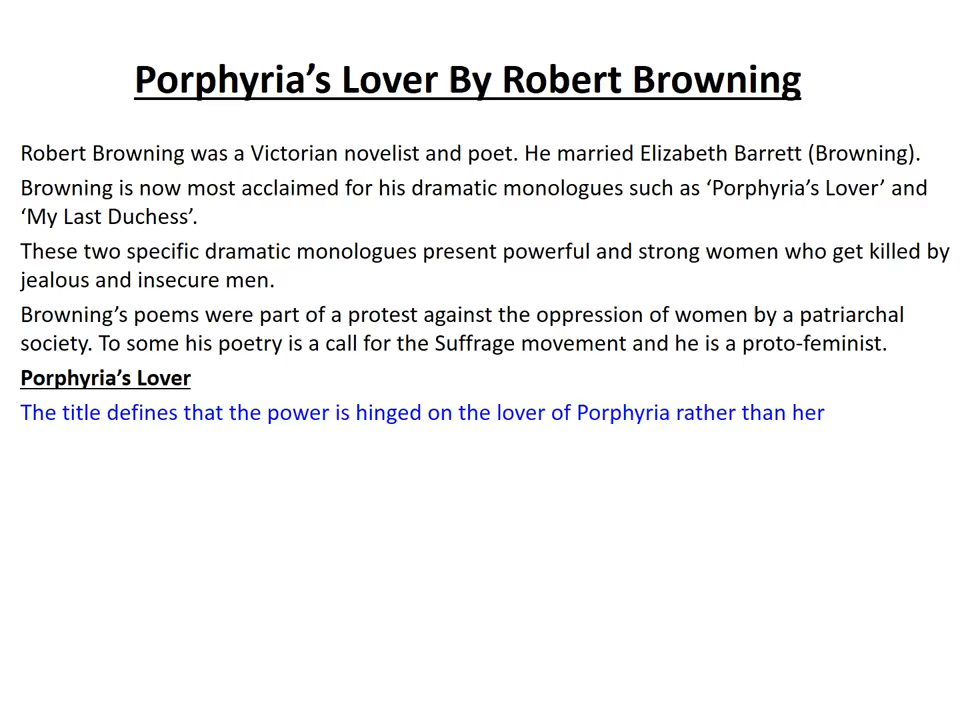 Porphyria’s Lover By Robert Browning
Robert Browning was a Victorian novelist and poet. He married Elizabeth Barrett (Browning).
Browning is now most acclaimed for his dramatic monologues such as ‘Porphyria’s Lover’ and
‘My Last Duchess’.
These two specific dramatic monologues present powerful and strong women who get killed by
jealous and insecure men.
Browning’s poems were part of a protest against the oppression of women by a patriarchal
society. To some his poetry is a call for the Suffrage movement and he is a proto-feminist.
Porphyria’s Lover
The title defines that the power is hinged on the lover of Porphyria rather than her